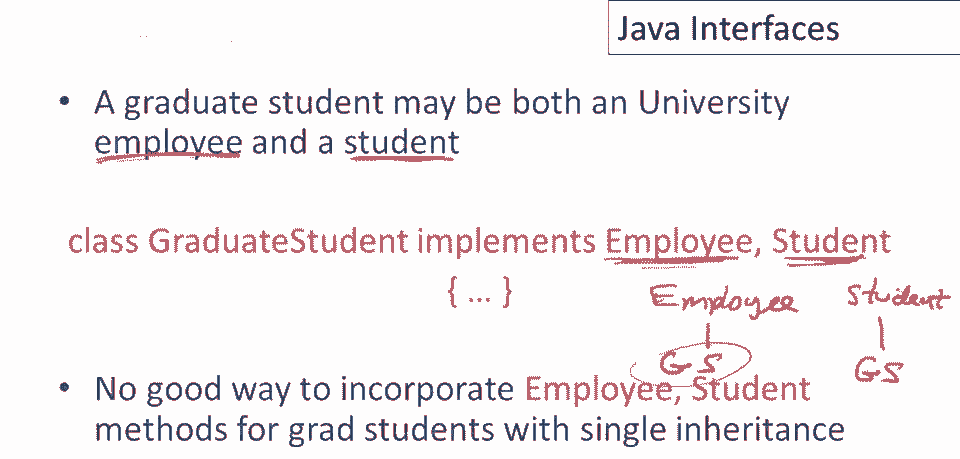 Java Interfaces
• A graduate student may be both an University
employee and a student
class GraduateStudent implements Employee, Student
{ ... }
Employee Student
GS GS
• No good way to incorporate Employee, Student
methods for grad students with single inheritance